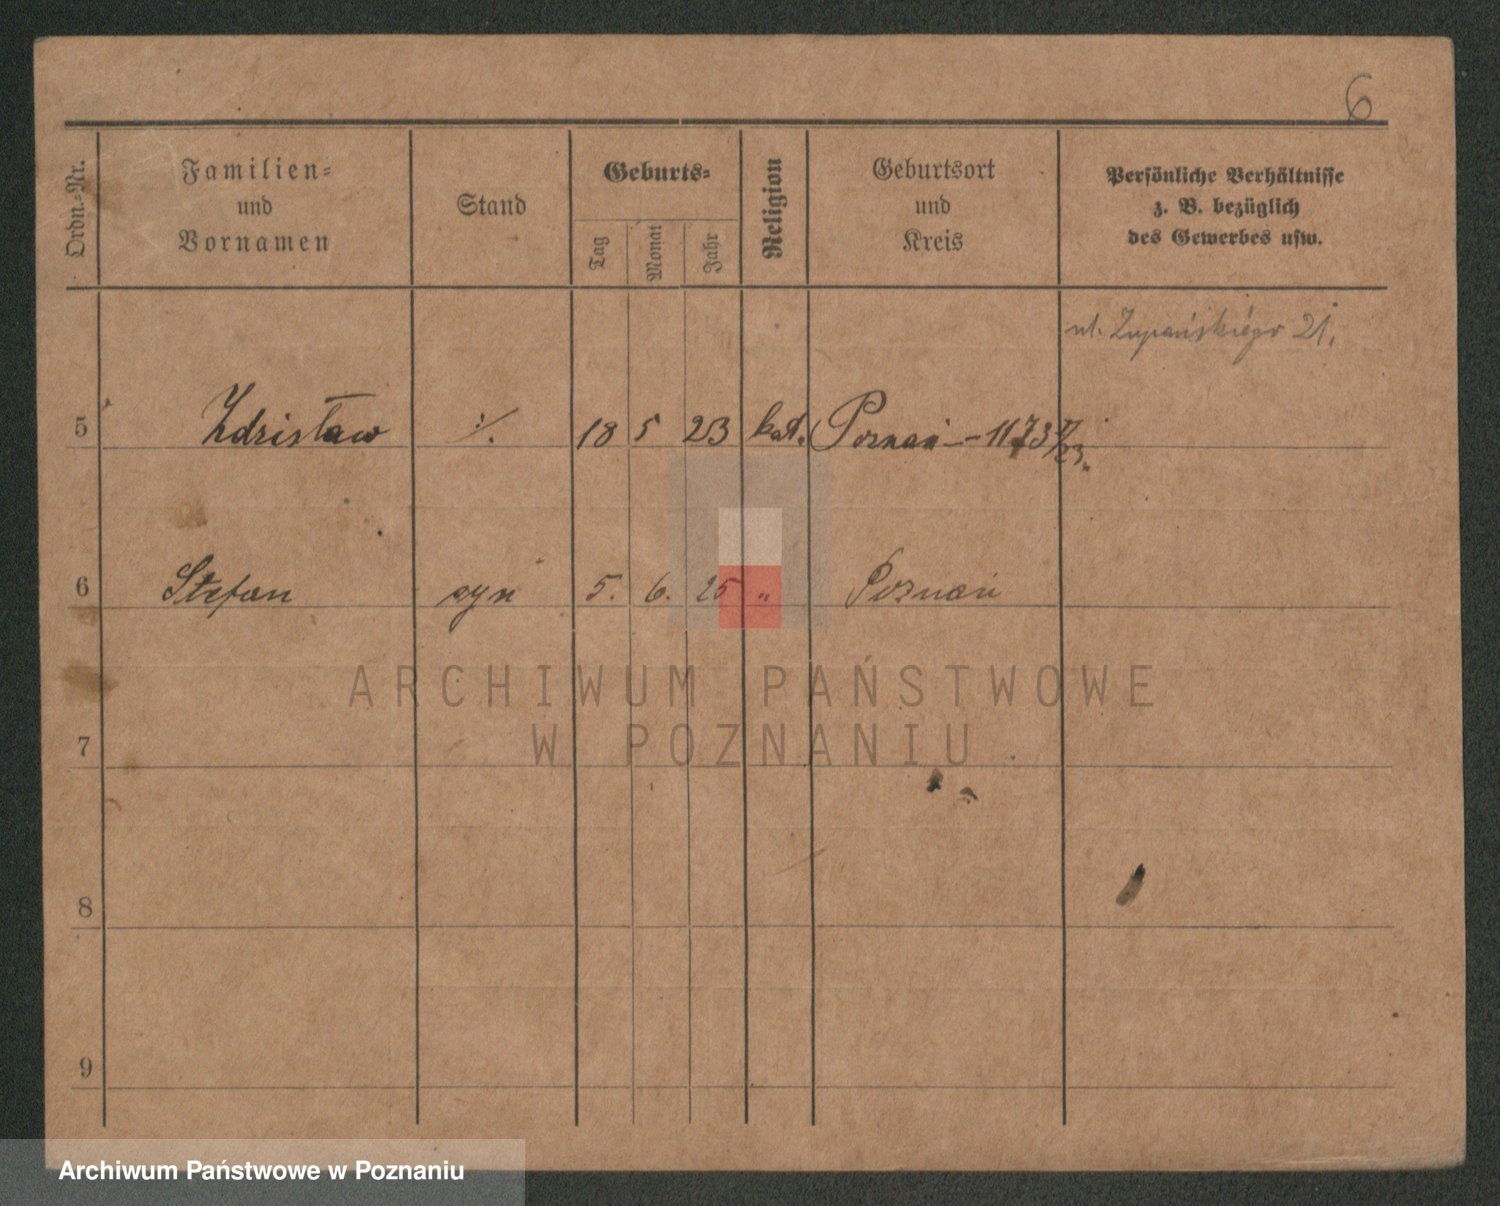 6
Ordn.-Nr.
Familien-
und
Vornamen
Stand
Geburts-
Tag
Monat
Jahr
Religion
Geburtsort
und
Kreis
Persönliche Verhältnisse
z. B. bezüglich
des Gewerbes usw.
ul. Żupańskiego 21.
5 Zdzisław ./. 18 5 23 kat. Poznań - 1173
6 Stefan syn 5. 6. 25 " Poznań
ARCHIWUM PAŃSTWOWE
W POZNANIU
7
8
9
Archiwum Państwowe w Poznaniu